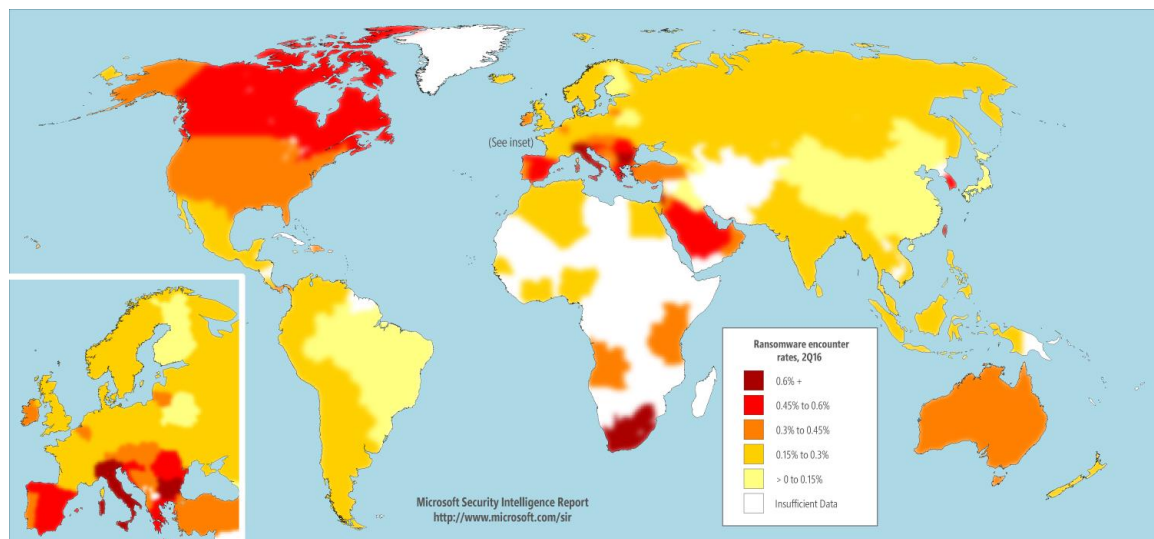 (See inset)
Ransomware encounter
rates, 2Q16
0.6% +
0.45% to 0.6%
0.3% to 0.45%
0.15% to 0.3%
> 0 to 0.15%
Insufficient Data
Microsoft Security Intelligence Report
http://www.microsoft.com/sir